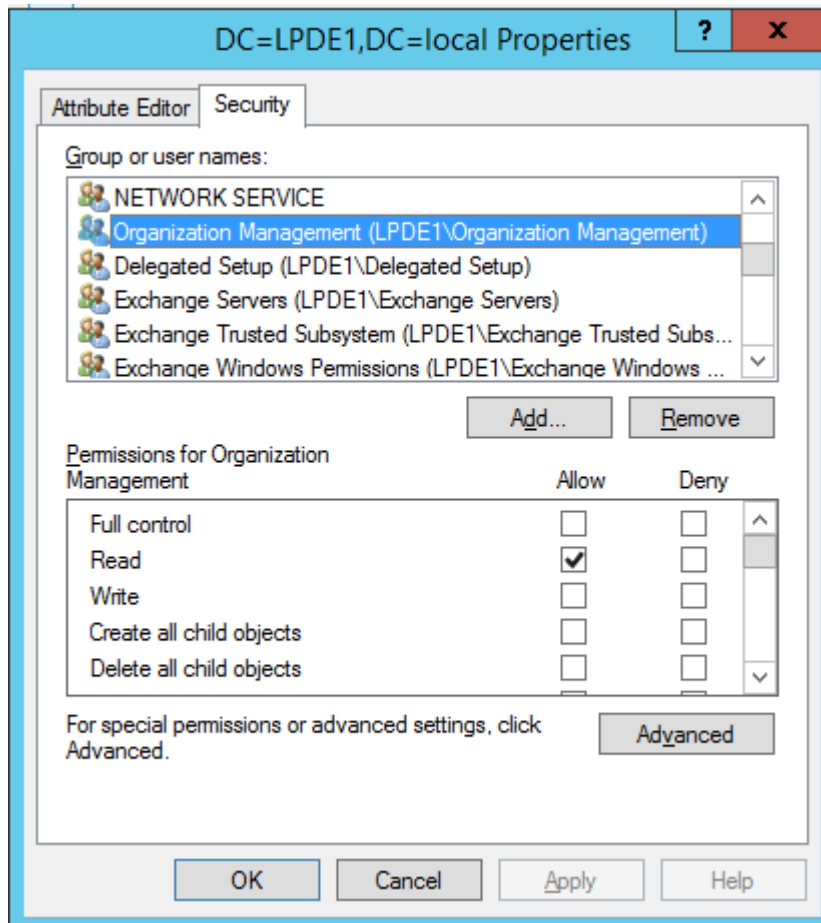 DC=LPDE1,DC=local Properties
?
x
Attribute Editor
Security
Group or user names:
NETWORK SERVICE
Organization Management (LPDE1\Organization Management)
Delegated Setup (LPDE1\Delegated Setup)
Exchange Servers (LPDE1\Exchange Servers)
Exchange Trusted Subsystem (LPDE1\Exchange Trusted Subs...
Exchange Windows Permissions (LPDE1\Exchange Windows ...
Add...
Remove
Permissions for Organization
Management
Allow
Deny
Full control
Read
Write
Create all child objects
Delete all child objects
For special permissions or advanced settings, click
Advanced.
Advanced
OK
Cancel
Apply
Help